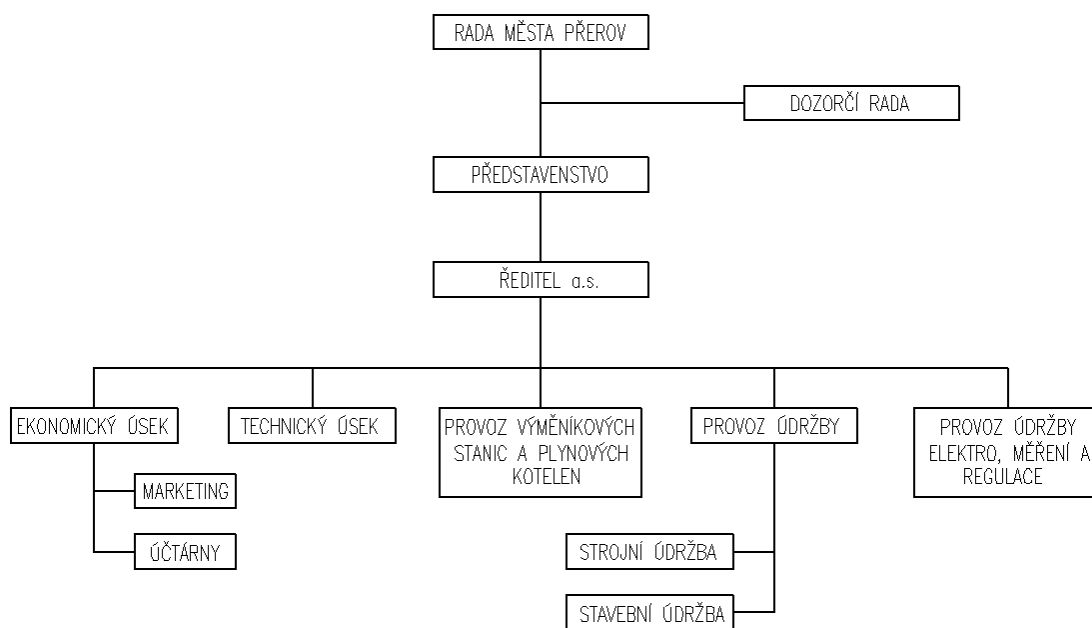 RADA MĚSTA PŘEROV
DOZORČÍ RADA
PŘEDSTAVENSTVO
ŘEDITEL a.s.
EKONOMICKÝ ÚSEK
TECHNICKÝ ÚSEK
PROVOZ VÝMĚNÍKOVÝCH
STANIC A PLYNOVÝCH
KOTELEN
PROVOZ ÚDRŽBY
PROVOZ ÚDRŽBY
ELEKTRO, MĚŘENÍ A
REGULACE
MARKETING
ÚČTÁRNY
STROJNÍ ÚDRŽBA
STAVEBNÍ ÚDRŽBA